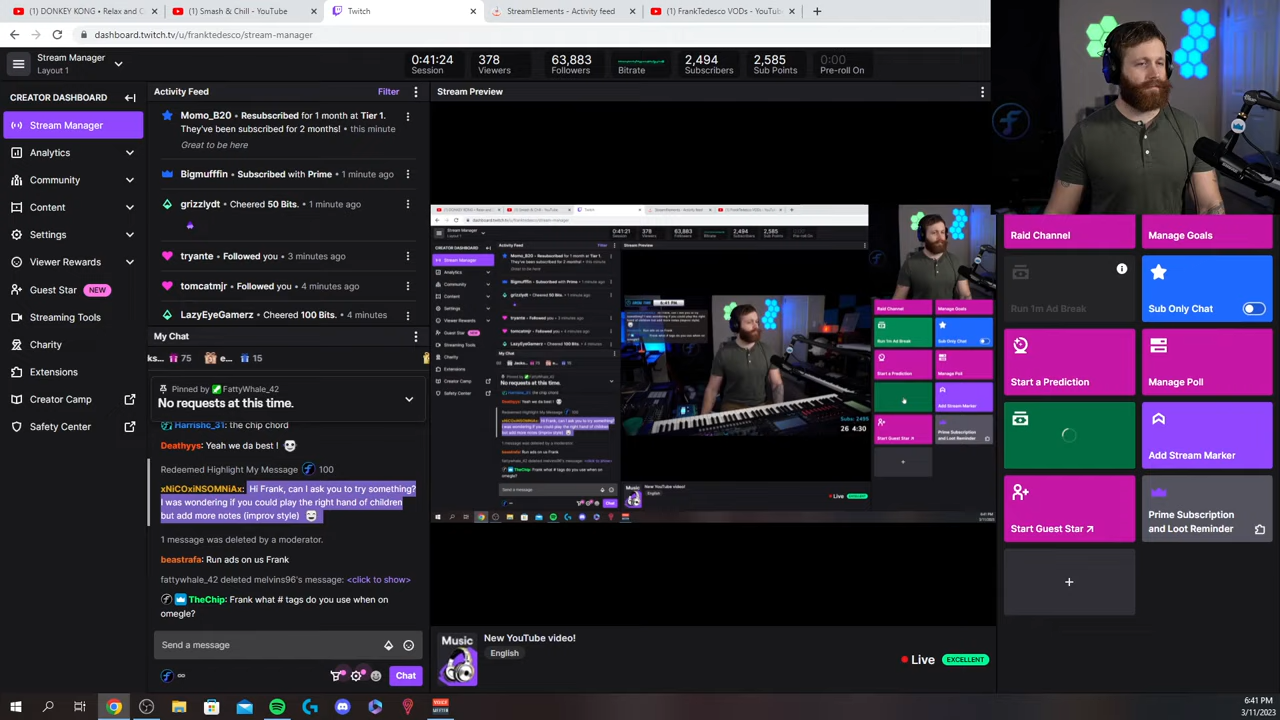 (1) DONKEY KONG • Relax and C
(1) Smash & Chill - YouTube
Twitch
StreamElements - Activity feed
(1) FrankTedesco VODs - YouTube
dashboard.twitch.tv/u/franktedesco/stream-manager
Stream Manager
Layout 1
0:41:24
Session
378
Viewers
63,883
Followers
Bitrate
2,494
Subscribers
2,585
Sub Points
0:00
Pre-roll On
CREATOR DASHBOARD
Stream Manager
Analytics
Community
Content
Settings
Viewer Rewards
Guest Star NEW
Streaming Tools
Charity
Extensions
Creator Camp
Safety Center
Activity Feed
Filter
Momo_B20 • Resubscribed for 1 month at Tier 1.
They've been subscribed for 2 months! • this minute
Great to be here
Bigmufffin • Subscribed with Prime • 1 minute ago
grizzlydt • Cheered 50 Bits. • 1 minute ago
tryante • Followed you • 3 minutes ago
tomcatmjr • Followed you • 4 minutes ago
LazyEyeGamerz • Cheered 100 Bits. • 4 minutes ago
My Chat
ks... 75 e... 15
Pinned by FattyWhale_42
No requests at this time.
Harrishc_31: the chip chord
Deathyys: Yeah we da bes!
Redeemed Highlight My Message 100
xNiCOxiNSOMNiAx: Hi Frank, can I ask you to try something?
I was wondering if you could play the right hand of children
but add more notes (improv style)
1 message was deleted by a moderator.
beastrafa: Run ads on us Frank
fattywhale_42 deleted melvins96's message: <click to show>
TheChip: Frank what # tags do you use when on
omegle?
Send a message
Chat
Stream Preview
New YouTube video!
English
Music
Live EXCELLENT
Raid Channel
Manage Goals
Run 1m Ad Break
Sub Only Chat
Start a Prediction
Manage Poll
Add Stream Marker
Start Guest Star
Prime Subscription
and Loot Reminder
6:41 PM
3/11/2023